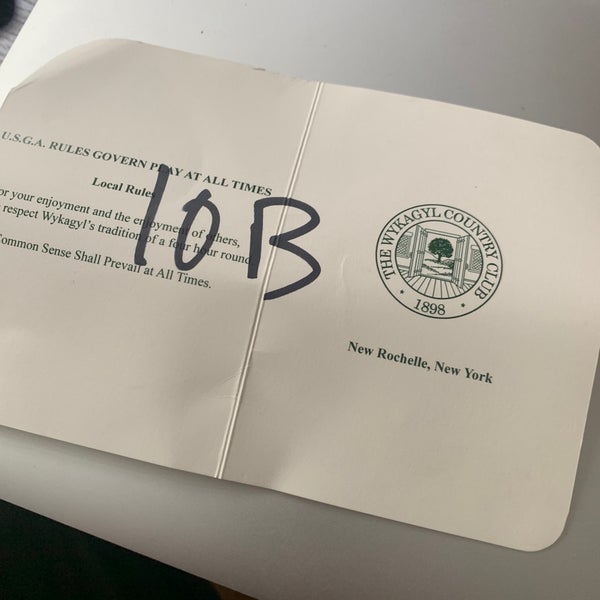 U.S.G.A. RULES GOVERN PLAY AT ALL TIMES
Local Rules
or your enjoyment and the enjoyment of others,
respect Wykagyl's tradition of a four hour round.
Common Sense Shall Prevail at All Times.
10B
THE WYKAGYL COUNTRY CLUB
1898
New Rochelle, New York